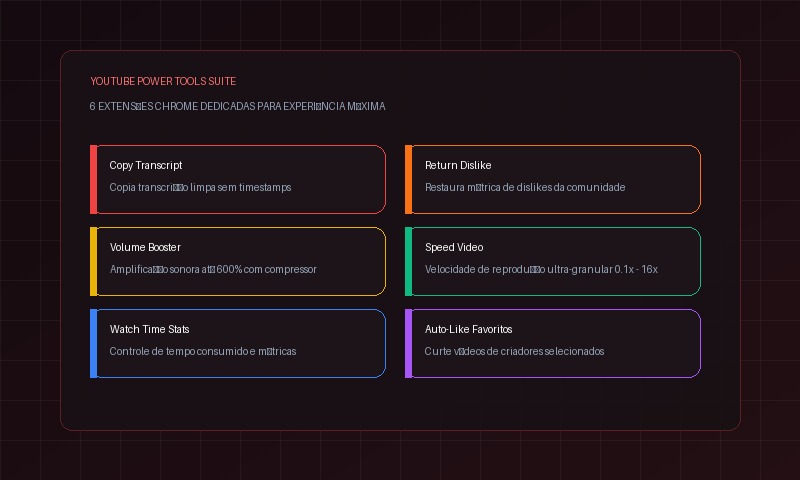 YOUTUBE POWER TOOLS SUITE
6 EXTENS☒ES CHROME DEDICADAS PARA EXPERI☒NCIA M☒XIMA
Copy Transcript
Copia transcri☒☒o limpa sem timestamps
Return Dislike
Restaura m☒trica de dislikes da comunidade
Volume Booster
Amplifica☒☒o sonora at☒ 600% com compressor
Speed Video
Velocidade de reprodu☒☒o ultra-granular 0.1x - 16x
Watch Time Stats
Controle de tempo consumido e m☒tricas
Auto-Like Favoritos
Curte v☒deos de criadores selecionados